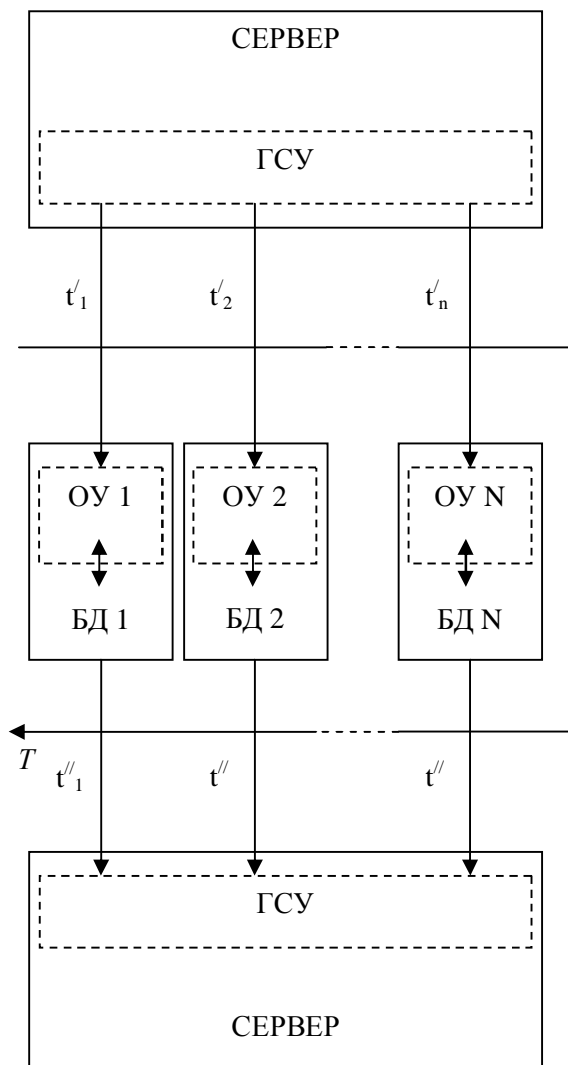 СЕРВЕР
ГСУ
t′1 t′2 t′n
ОУ 1 ОУ 2 ОУ N
БД 1 БД 2 БД N
T
t″1 t″ t″
ГСУ
СЕРВЕР